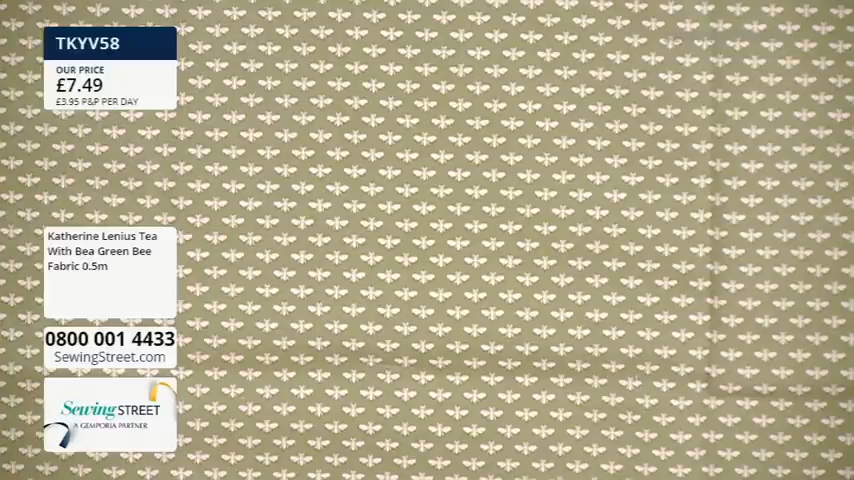 TKYV58
OUR PRICE
£7.49
£3.95 P&P PER DAY
Katherine Lenius Tea
With Bea Green Bee
Fabric 0.5m
0800 001 4433
SewingStreet.com
Sewing STREET
A GEMPORIA PARTNER